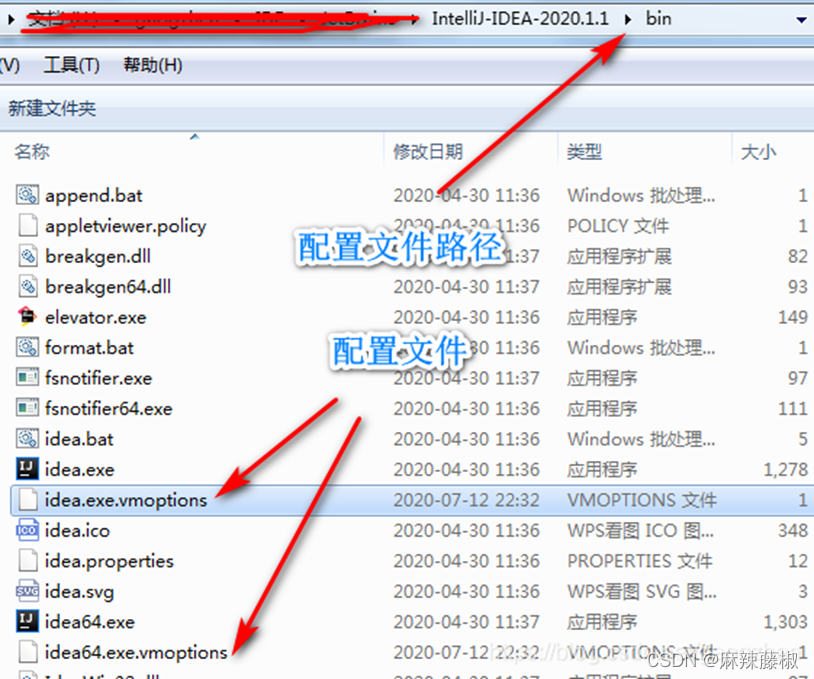 IntelliJ-IDEA-2020.1.1 bin
(V) 工具(T) 帮助(H)
新建文件夹
名称 修改日期 类型 大小
append.bat 2020-04-30 11:36 Windows 批处理... 1
appletviewer.policy 2020-04-30 11:36 POLICY 文件 1
配置文件路径
breakgen.dll :37 应用程序扩展 82
breakgen64.dll 2020-04-30 11:36 应用程序扩展 93
elevator.exe 2020-04-30 11:36 应用程序 149
配置文件
format.bat 8:36 Windows 批处理... 1
fsnotifier.exe 2020-04-30 11:37 应用程序 97
fsnotifier64.exe 2020-04-30 11:36 应用程序 111
idea.bat 2020-04-30 11:36 Windows 批处理... 5
idea.exe 2020-04-30 11:36 应用程序 1,278
idea.exe.vmoptions 2020-07-12 22:32 VMOPTIONS 文件 1
idea.ico 2020-04-30 11:36 WPS看图 ICO 图... 348
idea.properties 2020-04-30 11:36 PROPERTIES 文件 12
idea.svg 2020-04-30 11:36 WPS看图 SVG 图... 3
idea64.exe 2020-04-30 11:37 应用程序 1,303
idea64.exe.vmoptions 2020-07-12 22:32 VMOPTIONS 文件 1
CSDN @麻辣藤椒